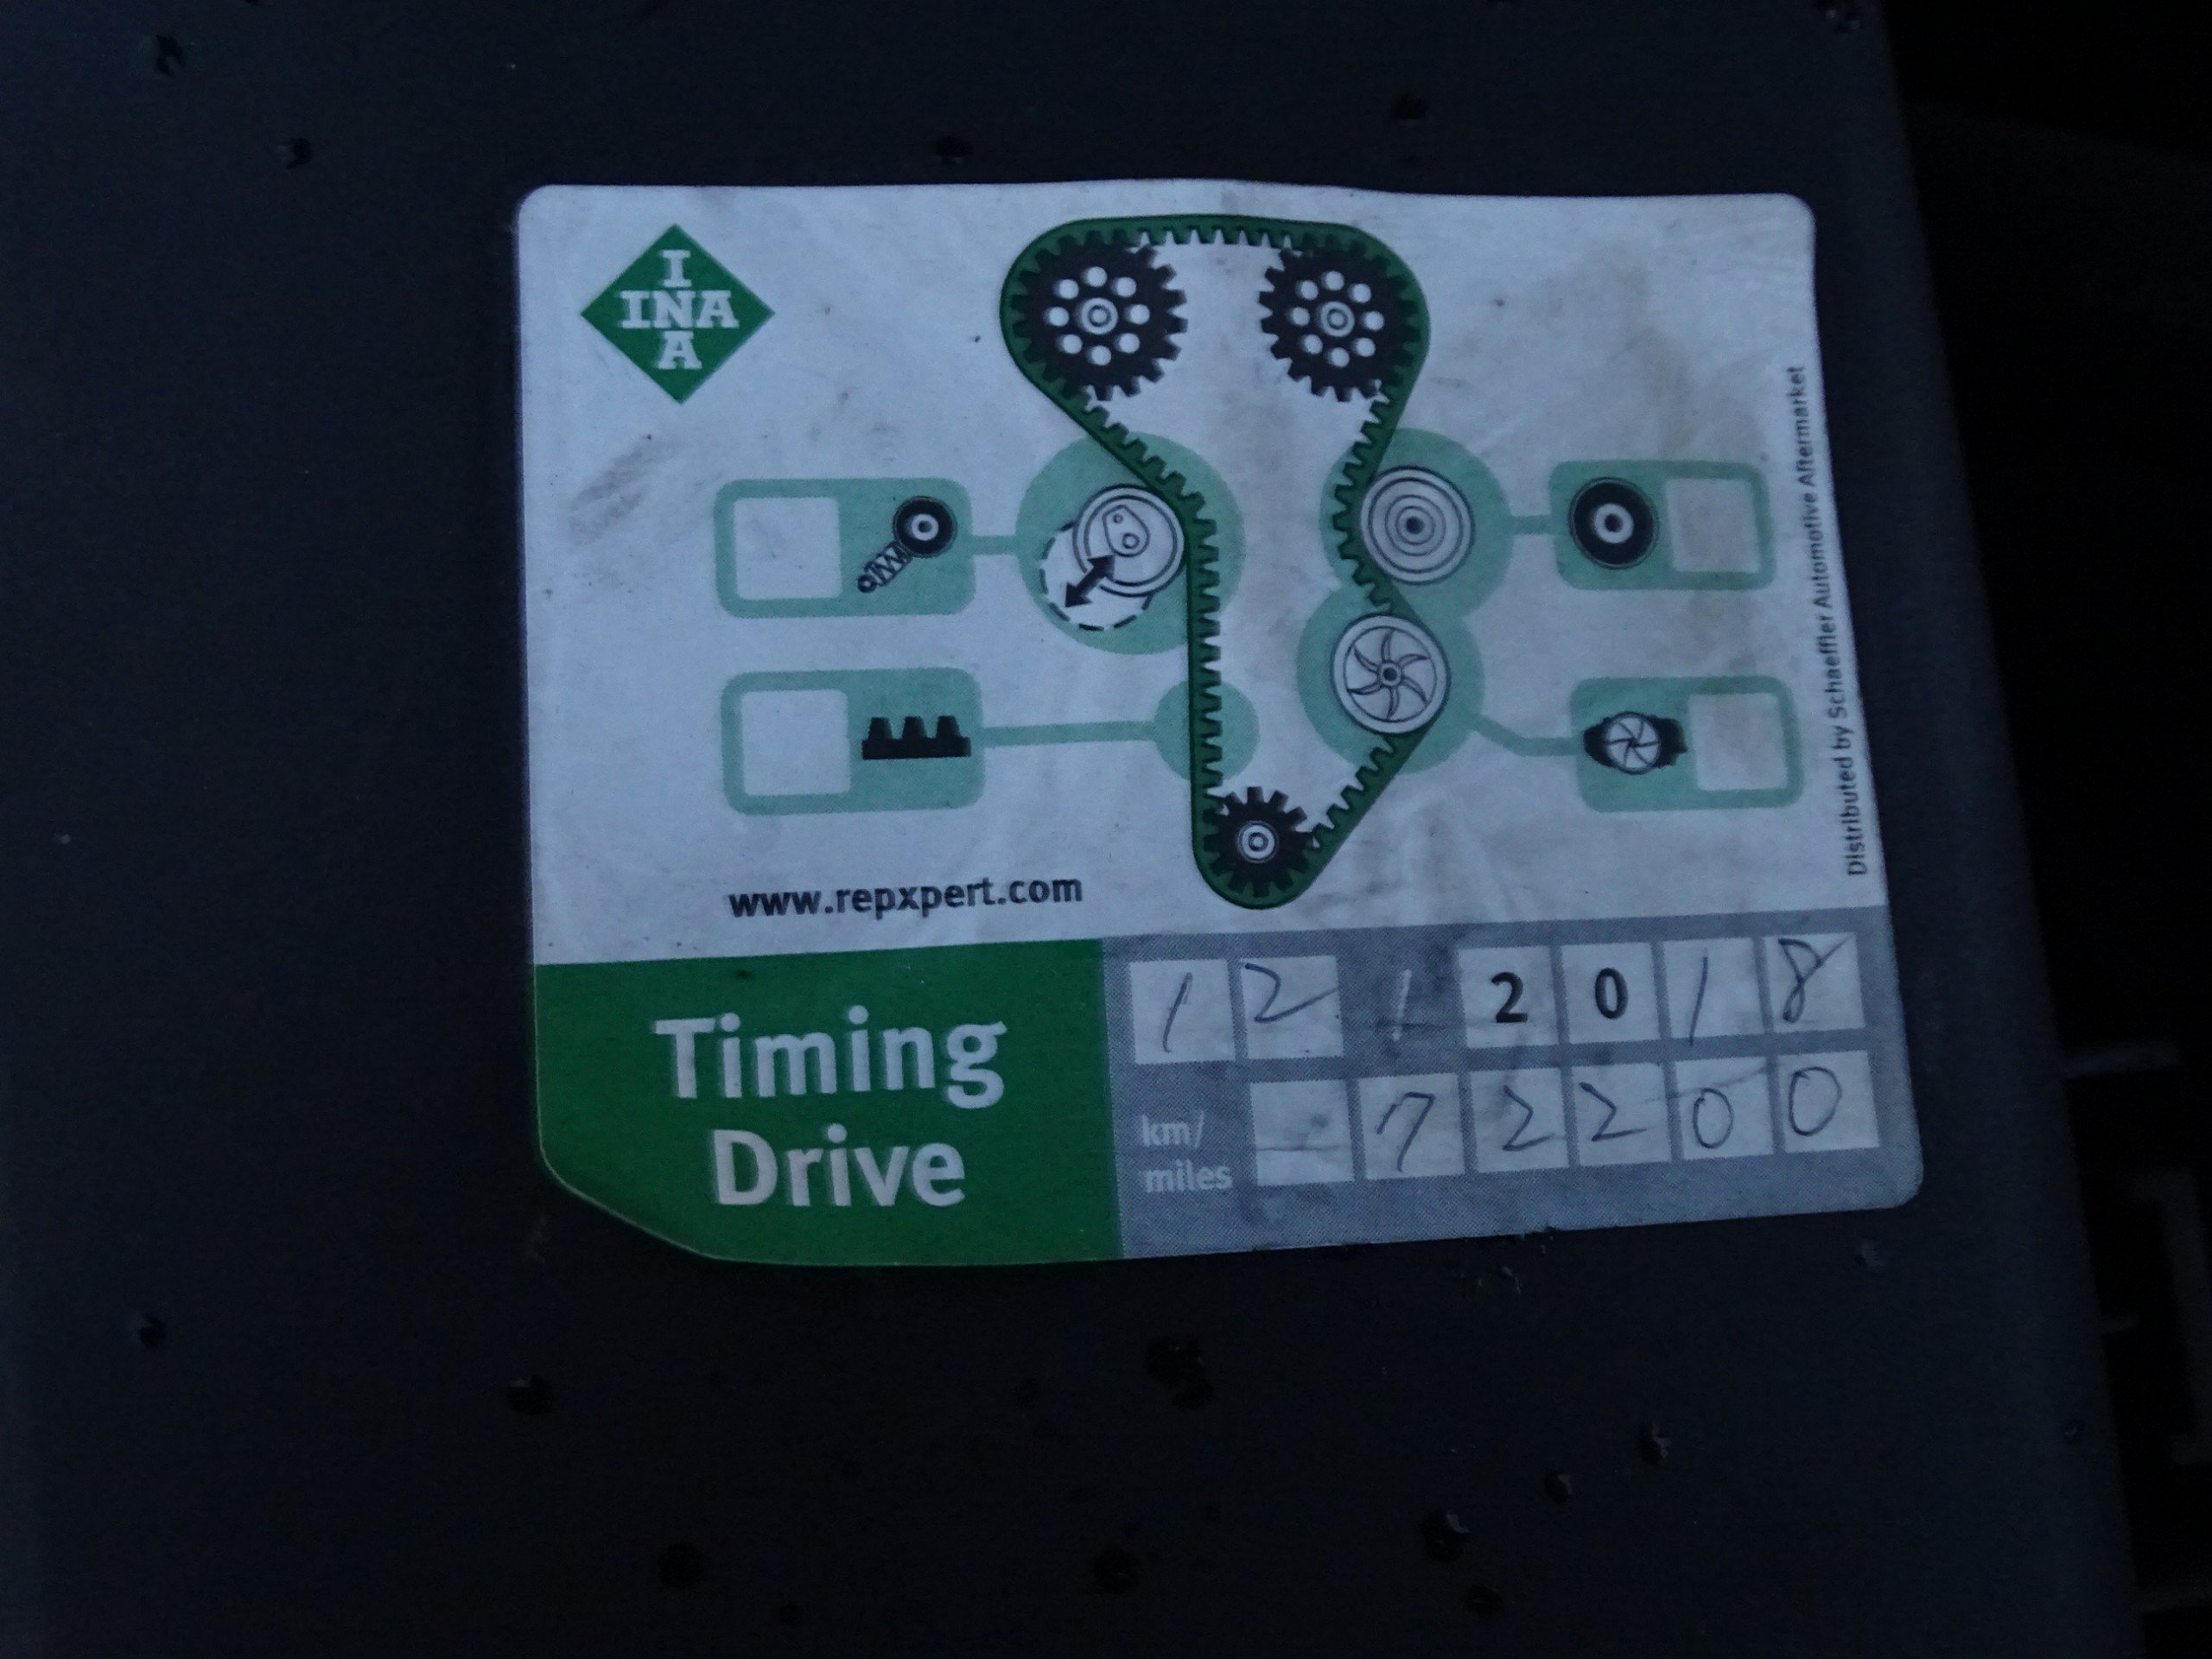 I
INA
A
Distributed by Schaeffler Automotive Aftermarket
www.repxpert.com
Timing
Drive
12 / 2018
km/
miles
- 72200